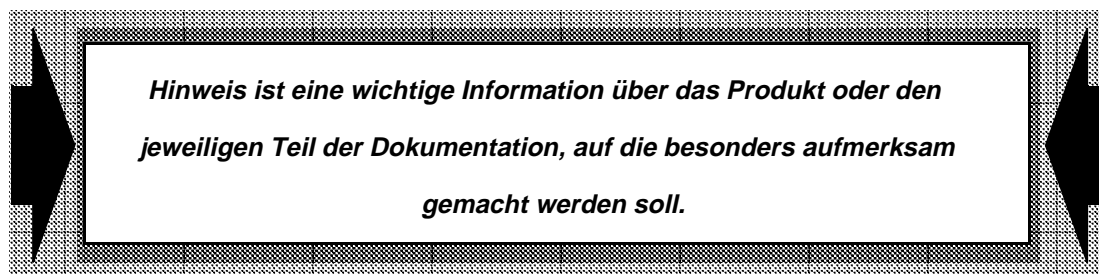 Hinweis ist eine wichtige Information über das Produkt oder den
jeweiligen Teil der Dokumentation, auf die besonders aufmerksam
gemacht werden soll.